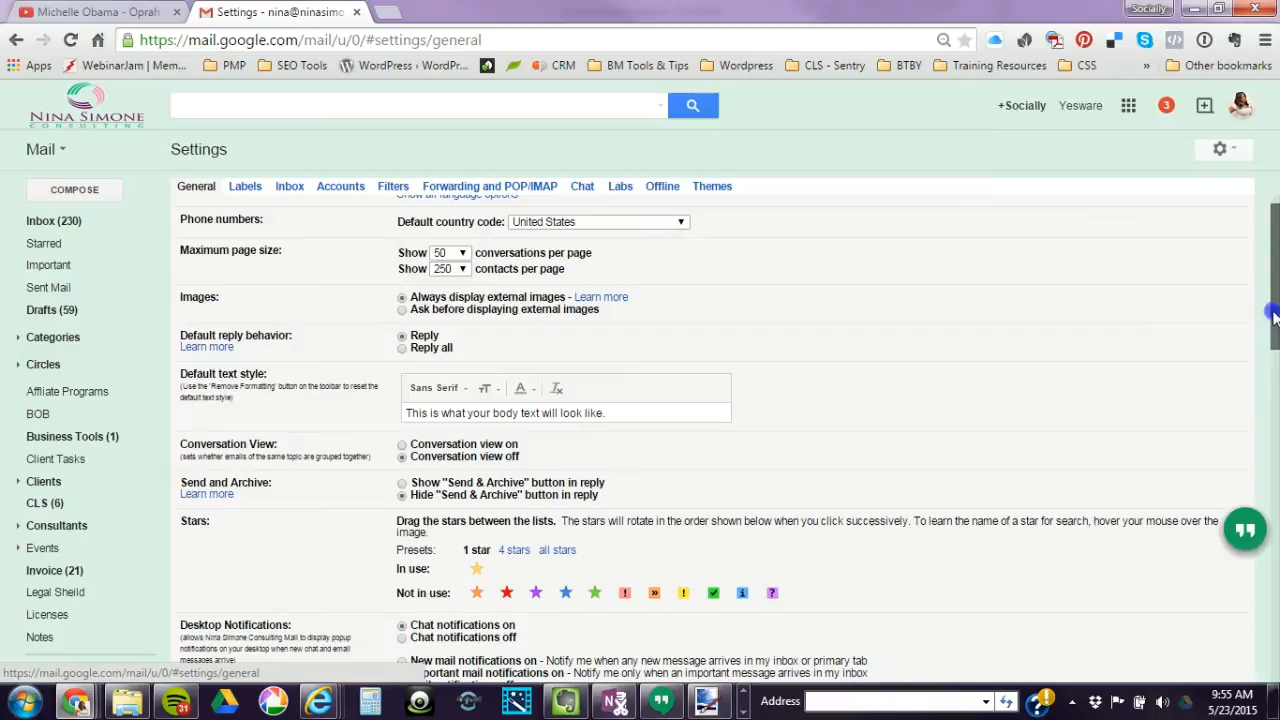 Michelle Obama - Oprah
Settings - nina@ninasimo
Socially
https://mail.google.com/mail/u/0/#settings/general
Apps
WebinarJam | Mem...
PMP
SEO Tools
WordPress › WordPr...
CRM
BM Tools & Tips
Wordpress
CLS - Sentry
BTBY
Training Resources
CSS
»
Other bookmarks
NINA SIMONE
CONSULTING
+Socially
Yesware
3
Mail
Settings
COMPOSE
General Labels Inbox Accounts Filters Forwarding and POP/IMAP Chat Labs Offline Themes
Show all language options
Inbox (230)
Starred
Important
Sent Mail
Drafts (59)
Categories
Circles
Affliate Programs
BOB
Business Tools (1)
Client Tasks
Clients
CLS (6)
Consultants
Events
Invoice (21)
Legal Sheild
Licenses
Notes
Phone numbers:
Default country code: United States
Maximum page size:
Show 50 conversations per page
Show 250 contacts per page
Images:
Always display external images - Learn more
Ask before displaying external images
Default reply behavior:
Learn more
Reply
Reply all
Default text style:
(Use the 'Remove Formatting' button on the toolbar to reset the
default text style)
Sans Serif
This is what your body text will look like.
Conversation View:
(sets whether emails of the same topic are grouped together)
Conversation view on
Conversation view off
Send and Archive:
Learn more
Show "Send & Archive" button in reply
Hide "Send & Archive" button in reply
Stars:
Drag the stars between the lists. The stars will rotate in the order shown below when you click successively. To learn the name of a star for search, hover your mouse over the
image.
Presets: 1 star 4 stars all stars
In use:
Not in use:
Desktop Notifications:
(allows Nina Simone Consulting Mail to display popup
notifications on your desktop when new chat and email
messages arrive)
Chat notifications on
Chat notifications off
New mail notifications on - Notify me when any new message arrives in my inbox or primary tab
portant mail notifications on - Notify me only when an important message arrives in my inbox
https://mail.google.com/mail/u/0/#settings/general
31
Address
9:55 AM
5/23/2015